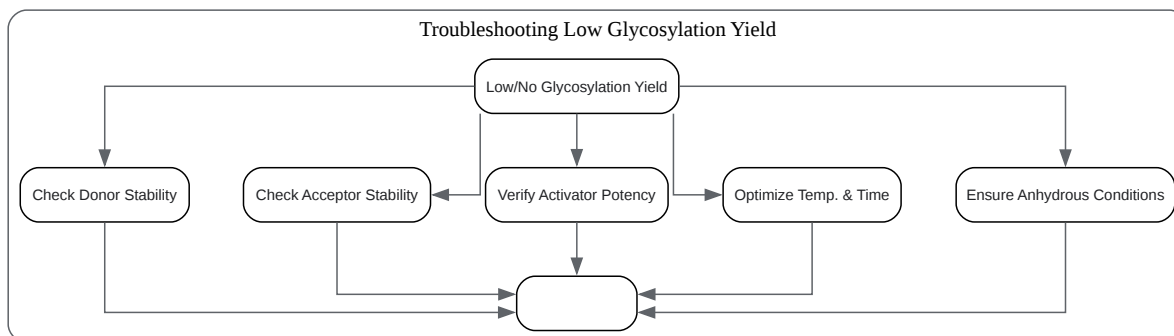 Troubleshooting Low Glycosylation Yield
Low/No Glycosylation Yield
Check Donor Stability
Check Acceptor Stability
Verify Activator Potency
Optimize Temp. & Time
Ensure Anhydrous Conditions